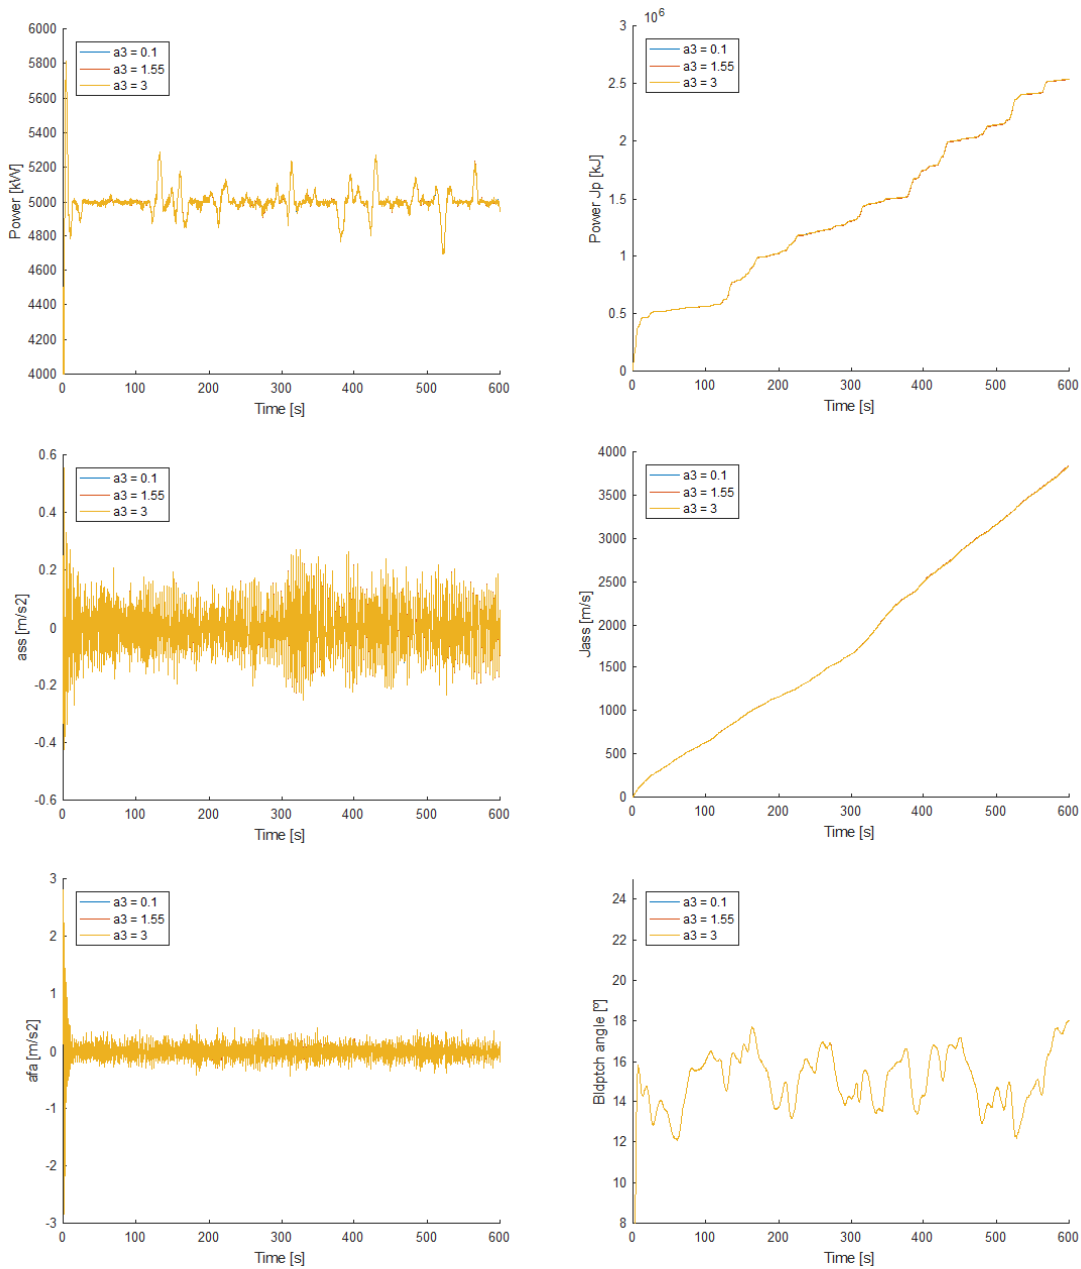 6000
5800
5600
5400
5200
5000
4800
4600
4400
4200
4000
Power [kW]
a3 = 0.1
a3 = 1.55
a3 = 3
0 100 200 300 400 500 600
Time [s]
×10^6
3
2.5
2
1.5
1
0.5
0
Power Jp [kJ]
a3 = 0.1
a3 = 1.55
a3 = 3
0 100 200 300 400 500 600
Time [s]
0.6
0.4
0.2
0
-0.2
-0.4
-0.6
ass [m/s2]
a3 = 0.1
a3 = 1.55
a3 = 3
0 100 200 300 400 500 600
Time [s]
4000
3500
3000
2500
2000
1500
1000
500
0
Jass [m/s]
a3 = 0.1
a3 = 1.55
a3 = 3
0 100 200 300 400 500 600
Time [s]
3
2
1
0
-1
-2
-3
afa [m/s2]
a3 = 0.1
a3 = 1.55
a3 = 3
0 100 200 300 400 500 600
Time [s]
24
22
20
18
16
14
12
10
8
Bldptch angle [º]
a3 = 0.1
a3 = 1.55
a3 = 3
0 100 200 300 400 500 600
Time [s]